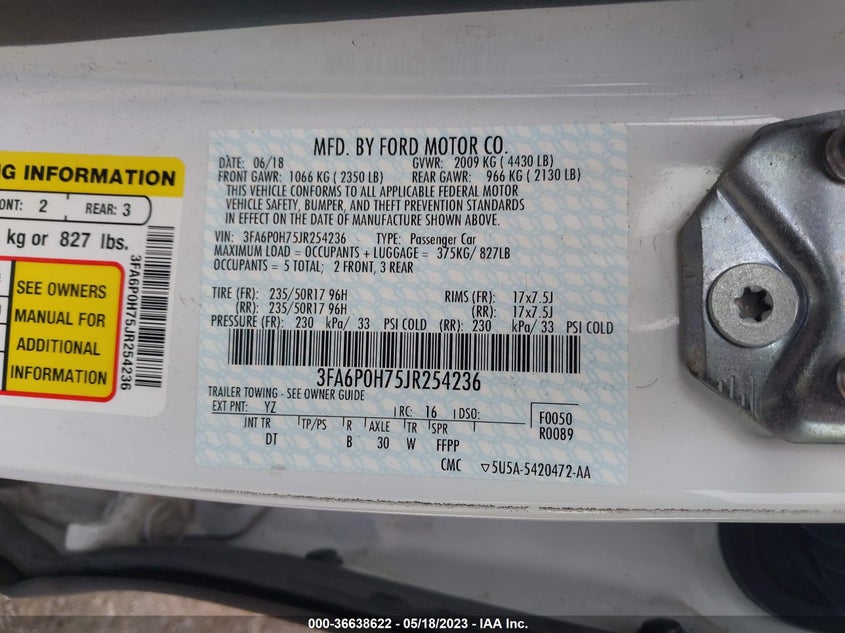 MFD. BY FORD MOTOR CO.
DATE: 06/18 GVWR: 2009 KG ( 4430 LB)
FRONT GAWR: 1066 KG ( 2350 LB) REAR GAWR: 966 KG ( 2130 LB)
THIS VEHICLE CONFORMS TO ALL APPLICABLE FEDERAL MOTOR
VEHICLE SAFETY, BUMPER, AND THEFT PREVENTION STANDARDS
IN EFFECT ON THE DATE OF MANUFACTURE SHOWN ABOVE.
VIN: 3FA6P0H75JR254236 TYPE: Passenger Car
MAXIMUM LOAD = OCCUPANTS + LUGGAGE = 375KG/ 827LB
OCCUPANTS = 5 TOTAL; 2 FRONT, 3 REAR
TIRE (FR): 235/50R17 96H RIMS (FR): 17x7.5J
(RR): 235/50R17 96H (RR): 17x7.5J
PRESSURE (FR): 230 kPa/ 33 PSI COLD (RR): 230 kPa/ 33 PSI COLD
3FA6P0H75JR254236
TRAILER TOWING - SEE OWNER GUIDE
EXT PNT: YZ RC: 16 DSO: F0050
INT TR TP/PS R AXLE TR SPR R0089
DT B 30 W FFPP
CMC ▽5U5A-5420472-AA
NG INFORMATION
ONT: 2 REAR: 3
kg or 827 lbs.
SEE OWNERS
MANUAL FOR
ADDITIONAL
INFORMATION
3FA6P0H75JR254236
000-36638622 - 05/18/2023 - IAA Inc.